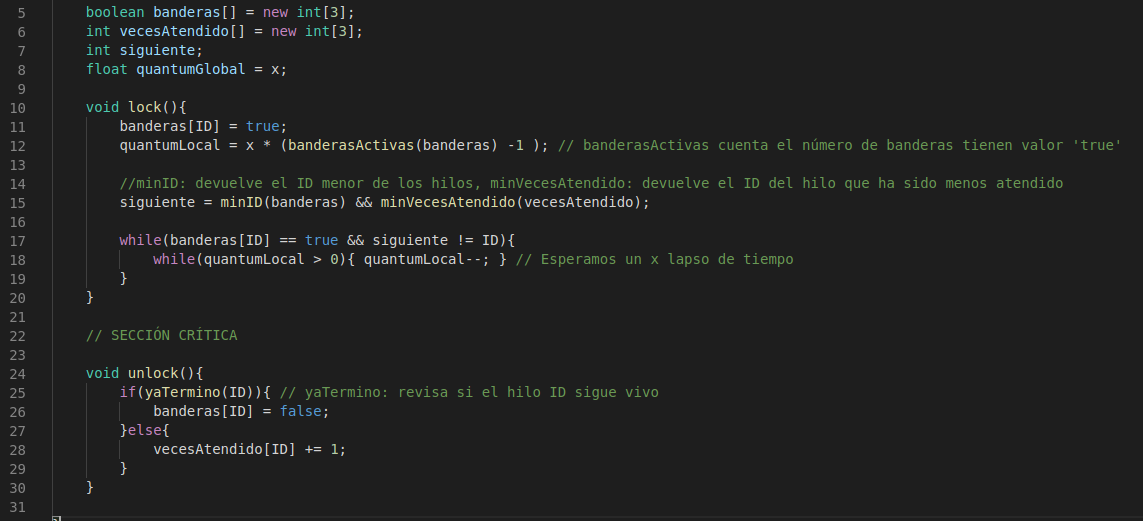 5 boolean banderas[] = new int[3];
6 int vecesAtendido[] = new int[3];
7 int siguiente;
8 float quantumGlobal = x;
9
10 void lock(){
11 banderas[ID] = true;
12 quantumLocal = x * (banderasActivas(banderas) -1 ); // banderasActivas cuenta el número de banderas tienen valor 'true'
13
14 //minID: devuelve el ID menor de los hilos, minVecesAtendido: devuelve el ID del hilo que ha sido menos atendido
15 siguiente = minID(banderas) && minVecesAtendido(vecesAtendido);
16
17 while(banderas[ID] == true && siguiente != ID){
18 while(quantumLocal > 0){ quantumLocal--; } // Esperamos un x lapso de tiempo
19 }
20 }
21
22 // SECCIÓN CRÍTICA
23
24 void unlock(){
25 if(yaTermino(ID)){ // yaTermino: revisa si el hilo ID sigue vivo
26 banderas[ID] = false;
27 }else{
28 vecesAtendido[ID] += 1;
29 }
30 }
31